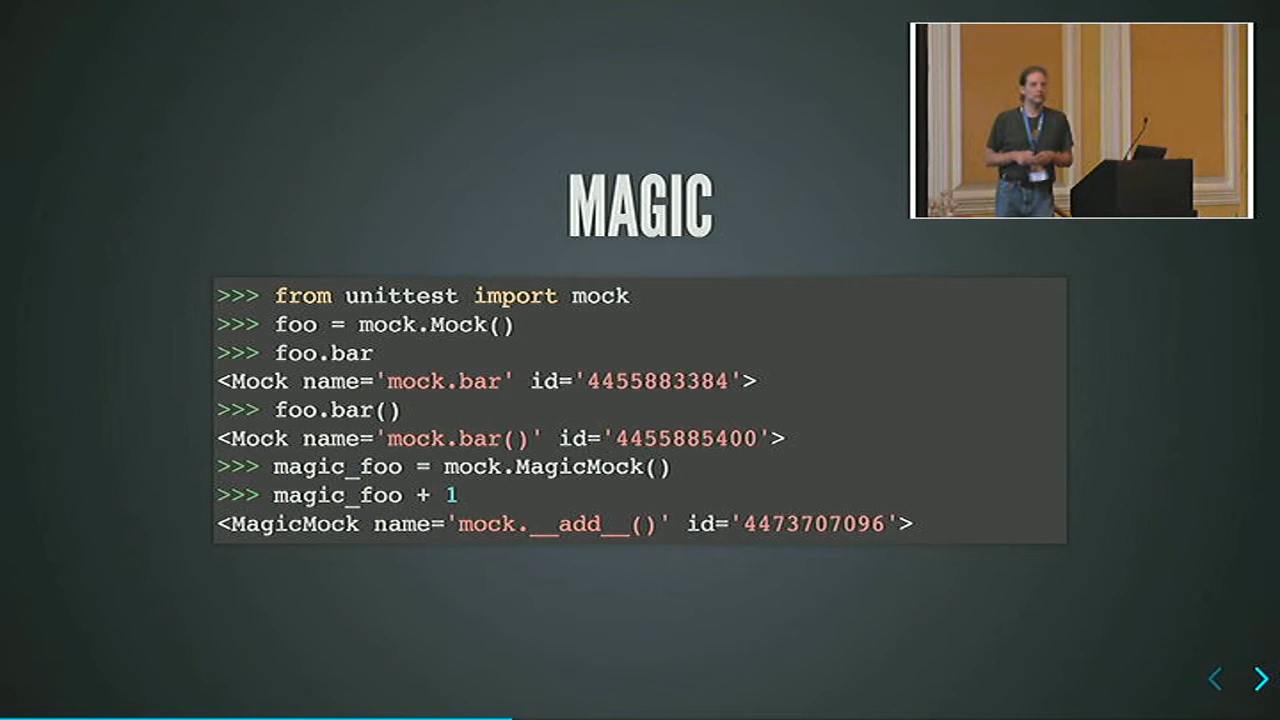 MAGIC
>>> from unittest import mock
>>> foo = mock.Mock()
>>> foo.bar
<Mock name='mock.bar' id='4455883384'>
>>> foo.bar()
<Mock name='mock.bar()' id='4455885400'>
>>> magic_foo = mock.MagicMock()
>>> magic_foo + 1
<MagicMock name='mock.__add__()' id='4473707096'>